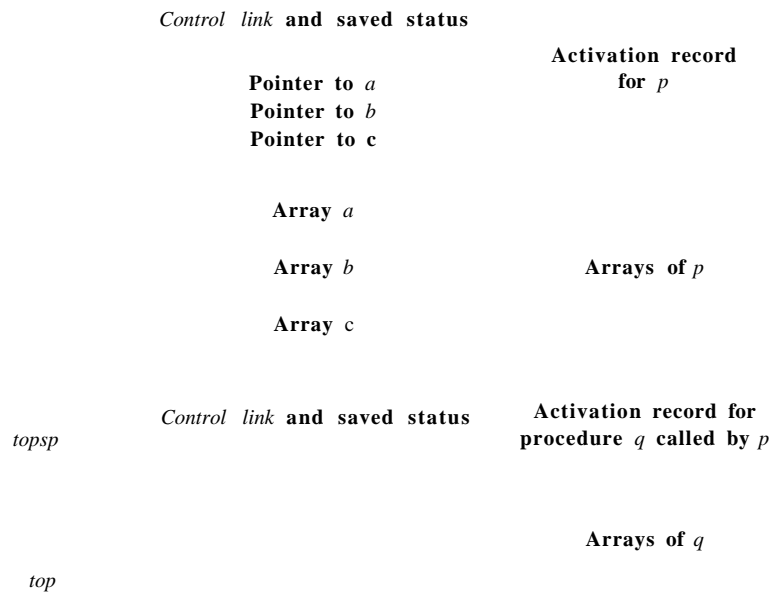 Control link and saved status
Activation record
for p
Pointer to a
Pointer to b
Pointer to c
Array a
Array b
Arrays of p
Array c
Control link and saved status
Activation record for
procedure q called by p
topsp
Arrays of q
top